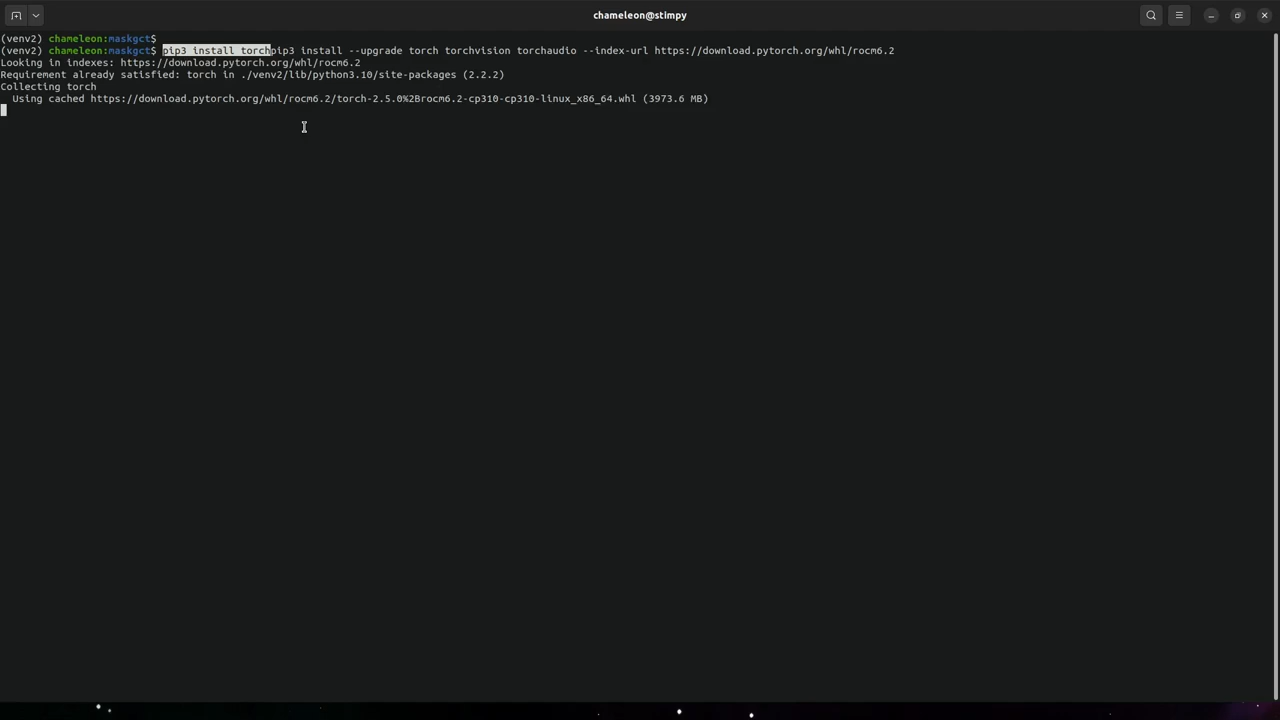 chameleon@stimpy
(venv2) chameleon:maskgct$
(venv2) chameleon:maskgct$ pip3 install torchpip3 install --upgrade torch torchvision torchaudio --index-url https://download.pytorch.org/whl/rocm6.2
Looking in indexes: https://download.pytorch.org/whl/rocm6.2
Requirement already satisfied: torch in ./venv2/lib/python3.10/site-packages (2.2.2)
Collecting torch
  Using cached https://download.pytorch.org/whl/rocm6.2/torch-2.5.0%2Brocm6.2-cp310-cp310-linux_x86_64.whl (3973.6 MB)